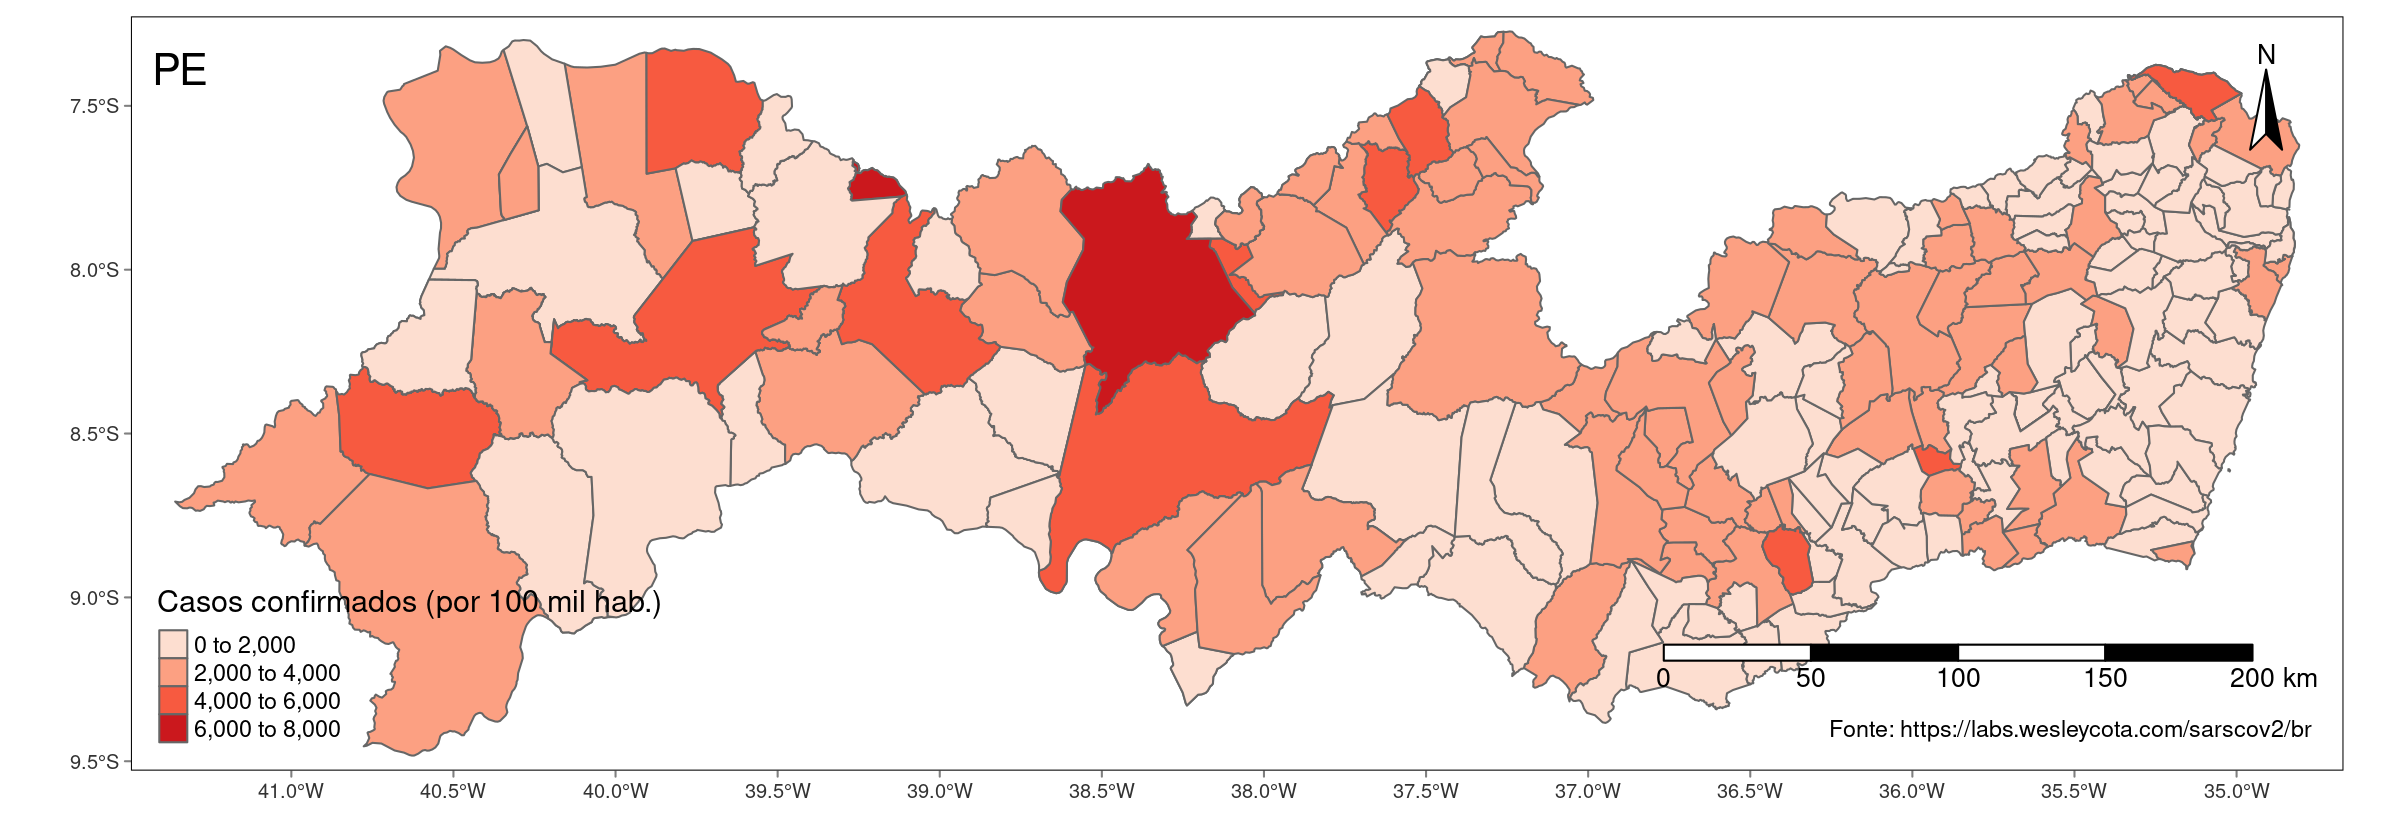 PE
N
7.5°S
8.0°S
8.5°S
9.0°S
9.5°S
Casos confirmados (por 100 mil hab.)
0 to 2,000
2,000 to 4,000
4,000 to 6,000
6,000 to 8,000
0 50 100 150 200 km
Fonte: https://labs.wesleycota.com/sarscov2/br
41.0°W 40.5°W 40.0°W 39.5°W 39.0°W 38.5°W 38.0°W 37.5°W 37.0°W 36.5°W 36.0°W 35.5°W 35.0°W